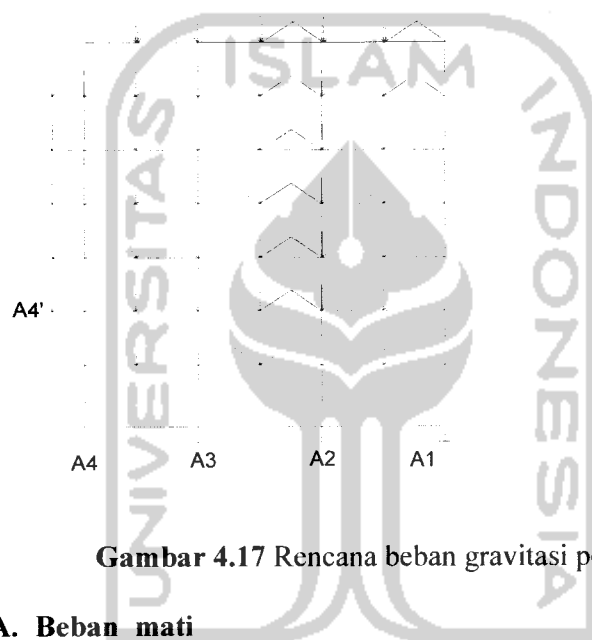 ISLAM
UNIVERSITAS
INDONESIA
A4'
A4 A3 A2 A1
Gambar 4.17 Rencana beban gravitasi
A. Beban mati